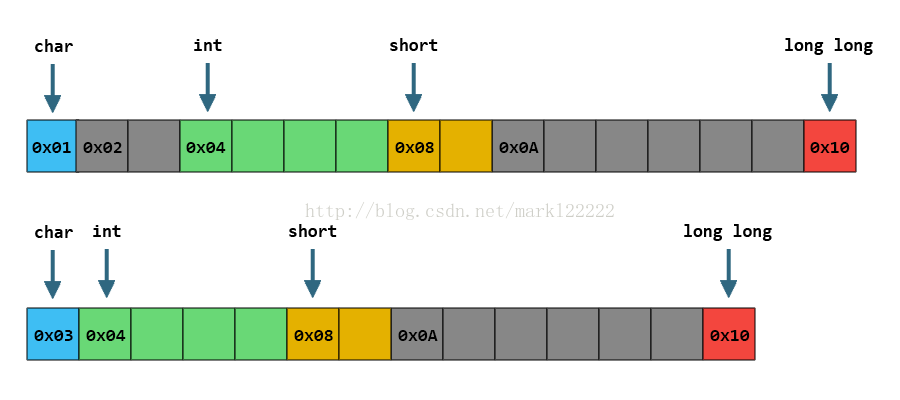 char int short long long
0x01 0x02 0x04 0x08 0x0A 0x10
http://blog.csdn.net/mark122222
char int short long long
0x03 0x04 0x08 0x0A 0x10